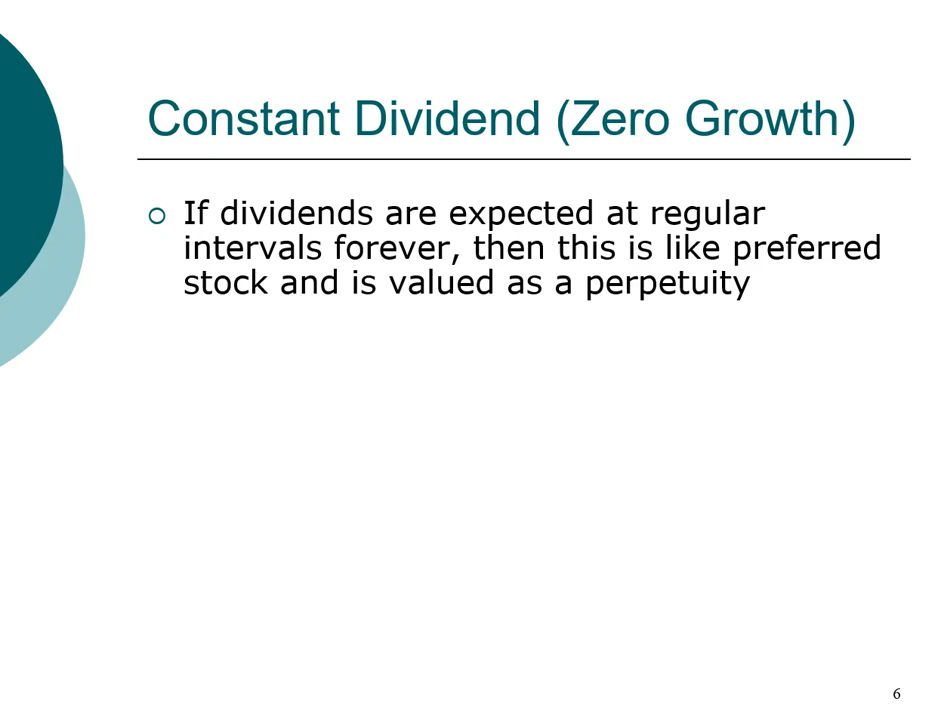 Constant Dividend (Zero Growth)
If dividends are expected at regular
intervals forever, then this is like preferred
stock and is valued as a perpetuity
6